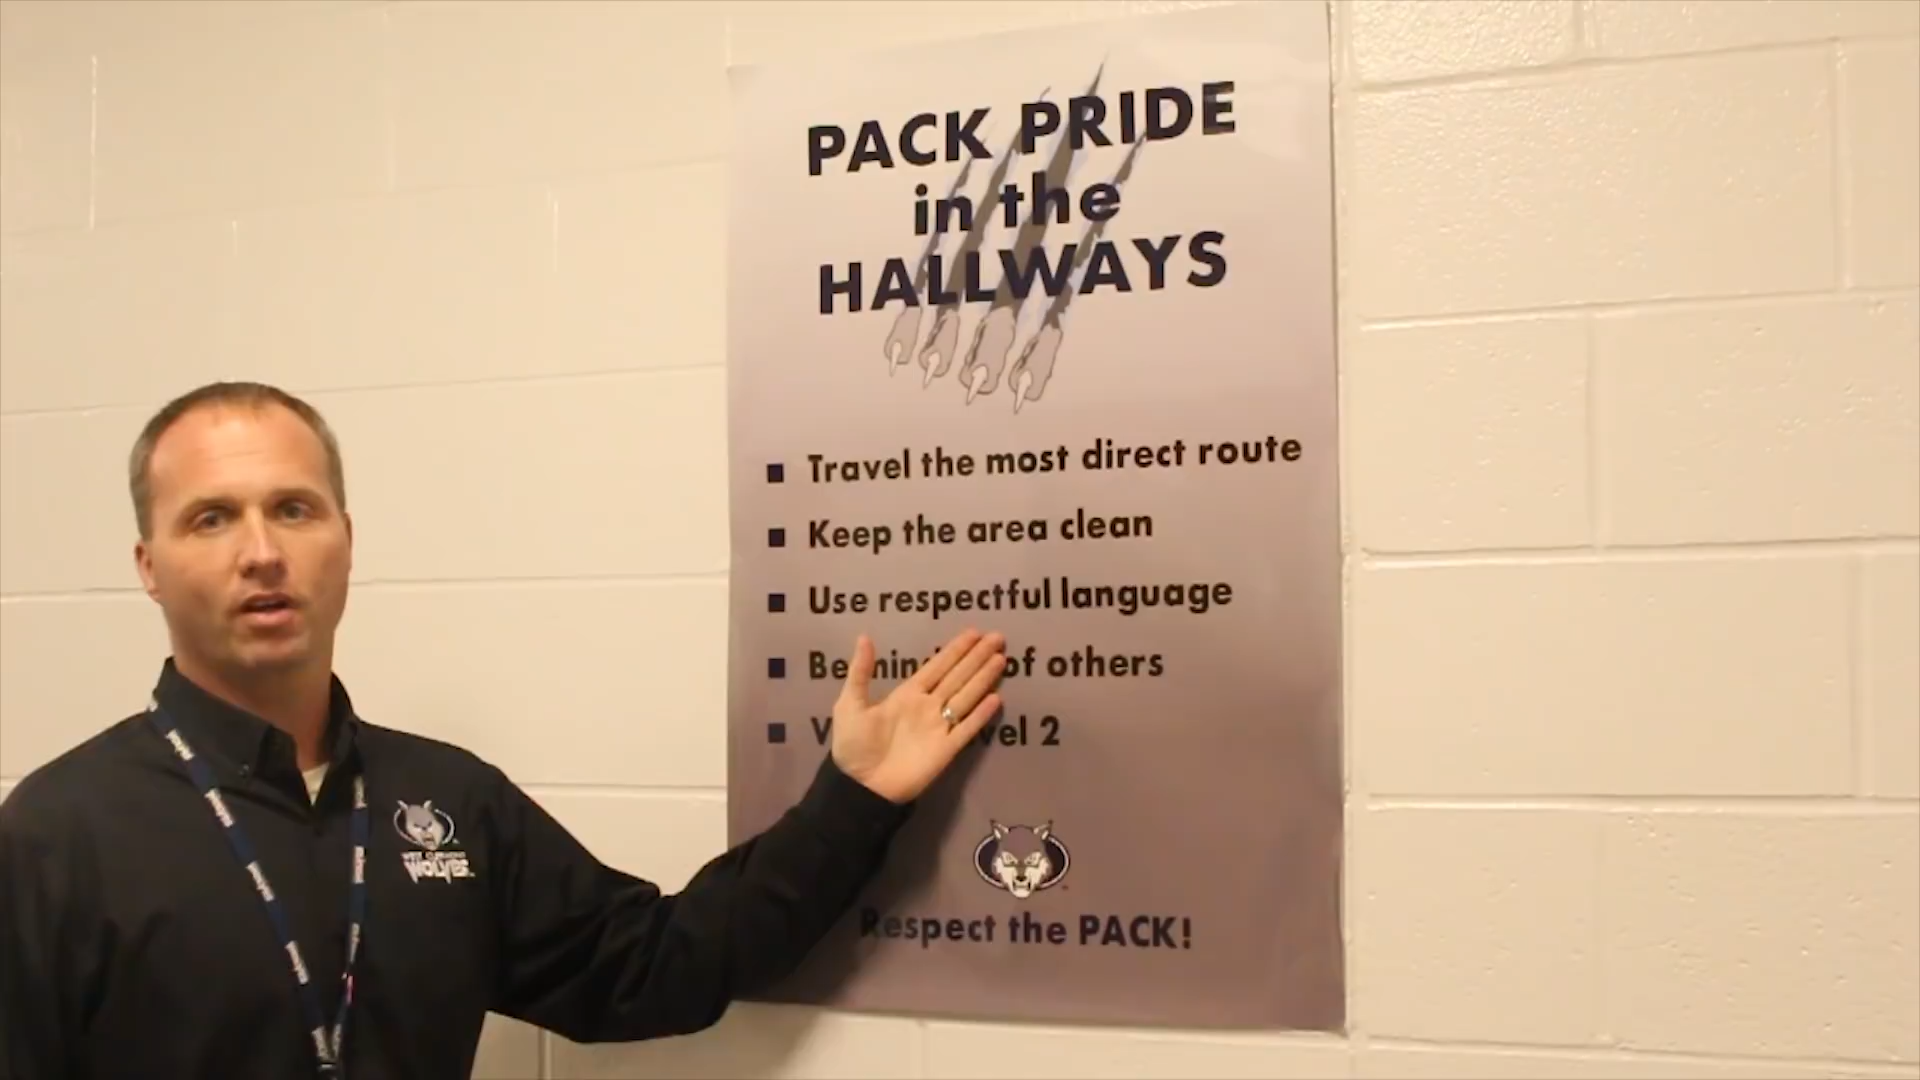 PACK PRIDE
in the
HALLWAYS
▪ Travel the most direct route
▪ Keep the area clean
▪ Use respectful language
▪ Be of others
▪ 2
Respect the PACK!
WOLVES